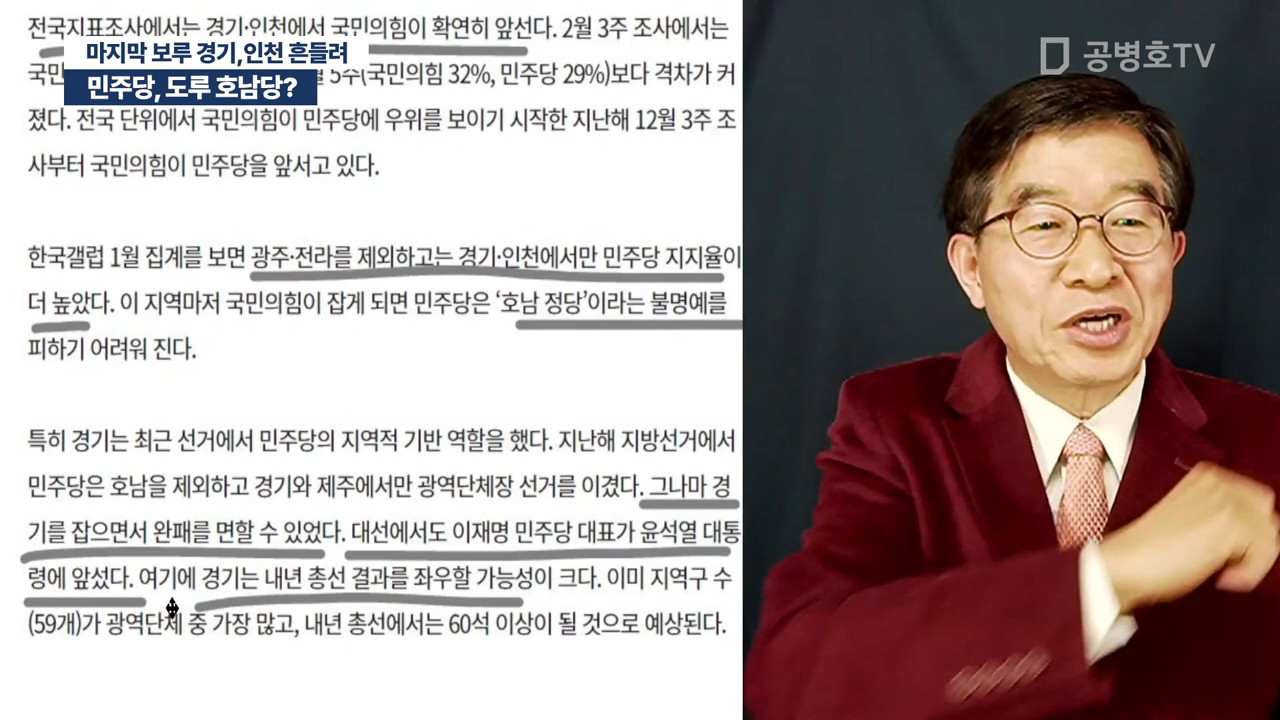 전국지표조사에서는 경기·인천에서 국민의힘이 확연히 앞선다. 2월 3주 조사에서는
마지막 보루 경기,인천 흔들려
국민 5주(국민의힘 32%, 민주당 29%)보다 격차가 커
민주당, 도루 호남당?
졌다. 전국 단위에서 국민의힘이 민주당에 우위를 보이기 시작한 지난해 12월 3주 조
사부터 국민의힘이 민주당을 앞서고 있다.
한국갤럽 1월 집계를 보면 광주·전라를 제외하고는 경기·인천에서만 민주당 지지율이
더 높았다. 이 지역마저 국민의힘이 잡게 되면 민주당은 ‘호남 정당’이라는 불명예를
피하기 어려워 진다.
특히 경기는 최근 선거에서 민주당의 지역적 기반 역할을 했다. 지난해 지방선거에서
민주당은 호남을 제외하고 경기와 제주에서만 광역단체장 선거를 이겼다. 그나마 경
기를 잡으면서 완패를 면할 수 있었다. 대선에서도 이재명 민주당 대표가 윤석열 대통
령에 앞섰다. 여기에 경기는 내년 총선 결과를 좌우할 가능성이 크다. 이미 지역구 수
(59개)가 광역단체 중 가장 많고, 내년 총선에서는 60석 이상이 될 것으로 예상된다.
공병호TV